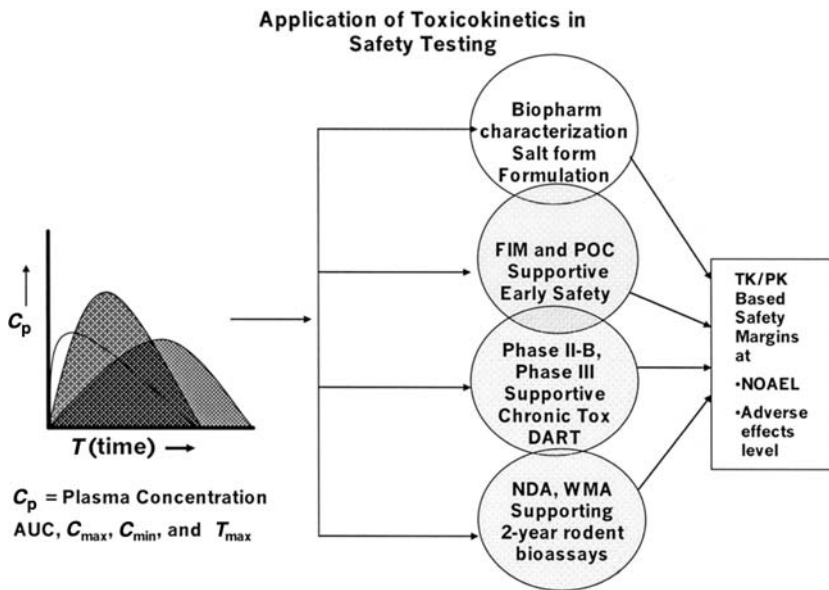 Application of Toxicokinetics in
Safety Testing
Biopharm
characterization
Salt form
Formulation
FIM and POC
Supportive
Early Safety
Phase II-B,
Phase III
Supportive
Chronic Tox
DART
NDA, WMA
Supporting
2-year rodent
bioassays
TK/PK
Based
Safety
Margins
at
•NOAEL
•Adverse
effects
level
Cp
T (time)
Cp = Plasma Concentration
AUC, Cmax, Cmin, and Tmax